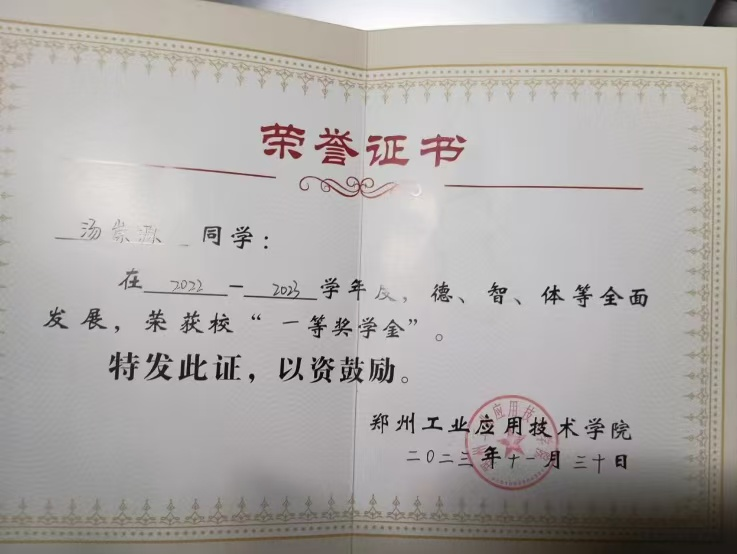 荣誉证书
汤崇源 同学：
在 2022 — 2023 学年度，德、智、体等全面
发展，荣获校“一等奖学金”。
特发此证，以资鼓励。
郑州工业应用技术学院
二〇二三年十一月三十日